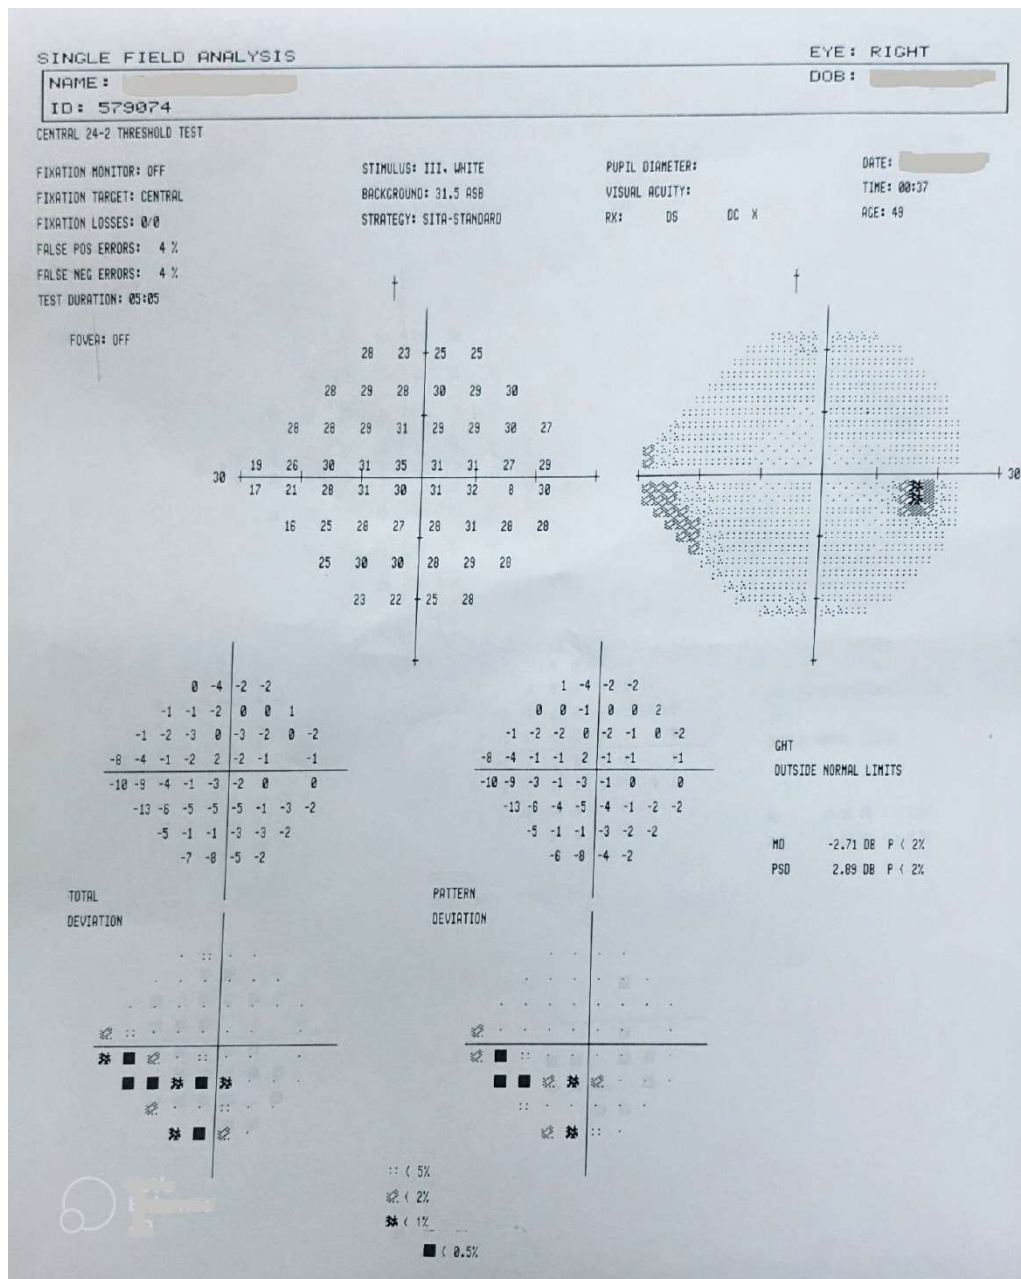 SINGLE FIELD ANALYSIS
EYE: RIGHT
NAME:
DOB:
ID: 579074
CENTRAL 24-2 THRESHOLD TEST
FIXATION MONITOR: OFF
FIXATION TARGET: CENTRAL
FIXATION LOSSES: 0/0
FALSE POS ERRORS: 4 %
FALSE NEG ERRORS: 4 %
TEST DURATION: 05:05
FOVEA: OFF
STIMULUS: III, WHITE
BACKGROUND: 31.5 ASB
STRATEGY: SITA-STANDARD
PUPIL DIAMETER:
VISUAL ACUITY:
RX: DS DC X
DATE:
TIME: 00:37
AGE: 49
28 23 25 25
28 29 28 30 29 30
28 28 29 31 29 29 30 27
19 26 30 31 35 31 31 27 29
30
17 21 28 31 30 31 32 8 30
16 25 28 27 28 31 28 28
25 30 30 28 29 28
23 22 25 28
30
0 -4 -2 -2
-1 -1 -2 0 0 1
-1 -2 -3 0 -3 -2 0 -2
-8 -4 -1 -2 2 -2 -1 -1
-10 -9 -4 -1 -3 -2 0 0
-13 -6 -5 -5 -5 -1 -3 -2
-5 -1 -1 -3 -3 -2
-7 -8 -5 -2
TOTAL
DEVIATION
1 -4 -2 -2
0 0 -1 0 0 2
-1 -2 -2 0 -2 -1 0 -2
-8 -4 -1 -1 2 -1 -1 -1
-10 -9 -3 -1 -3 -1 0 0
-13 -6 -4 -5 -4 -1 -2 -2
-5 -1 -1 -3 -2 -2
-6 -8 -4 -2
PATTERN
DEVIATION
GHT
OUTSIDE NORMAL LIMITS
MD -2.71 DB P < 2%
PSD 2.89 DB P < 2%
< 5%
< 2%
< 1%
< 0.5%